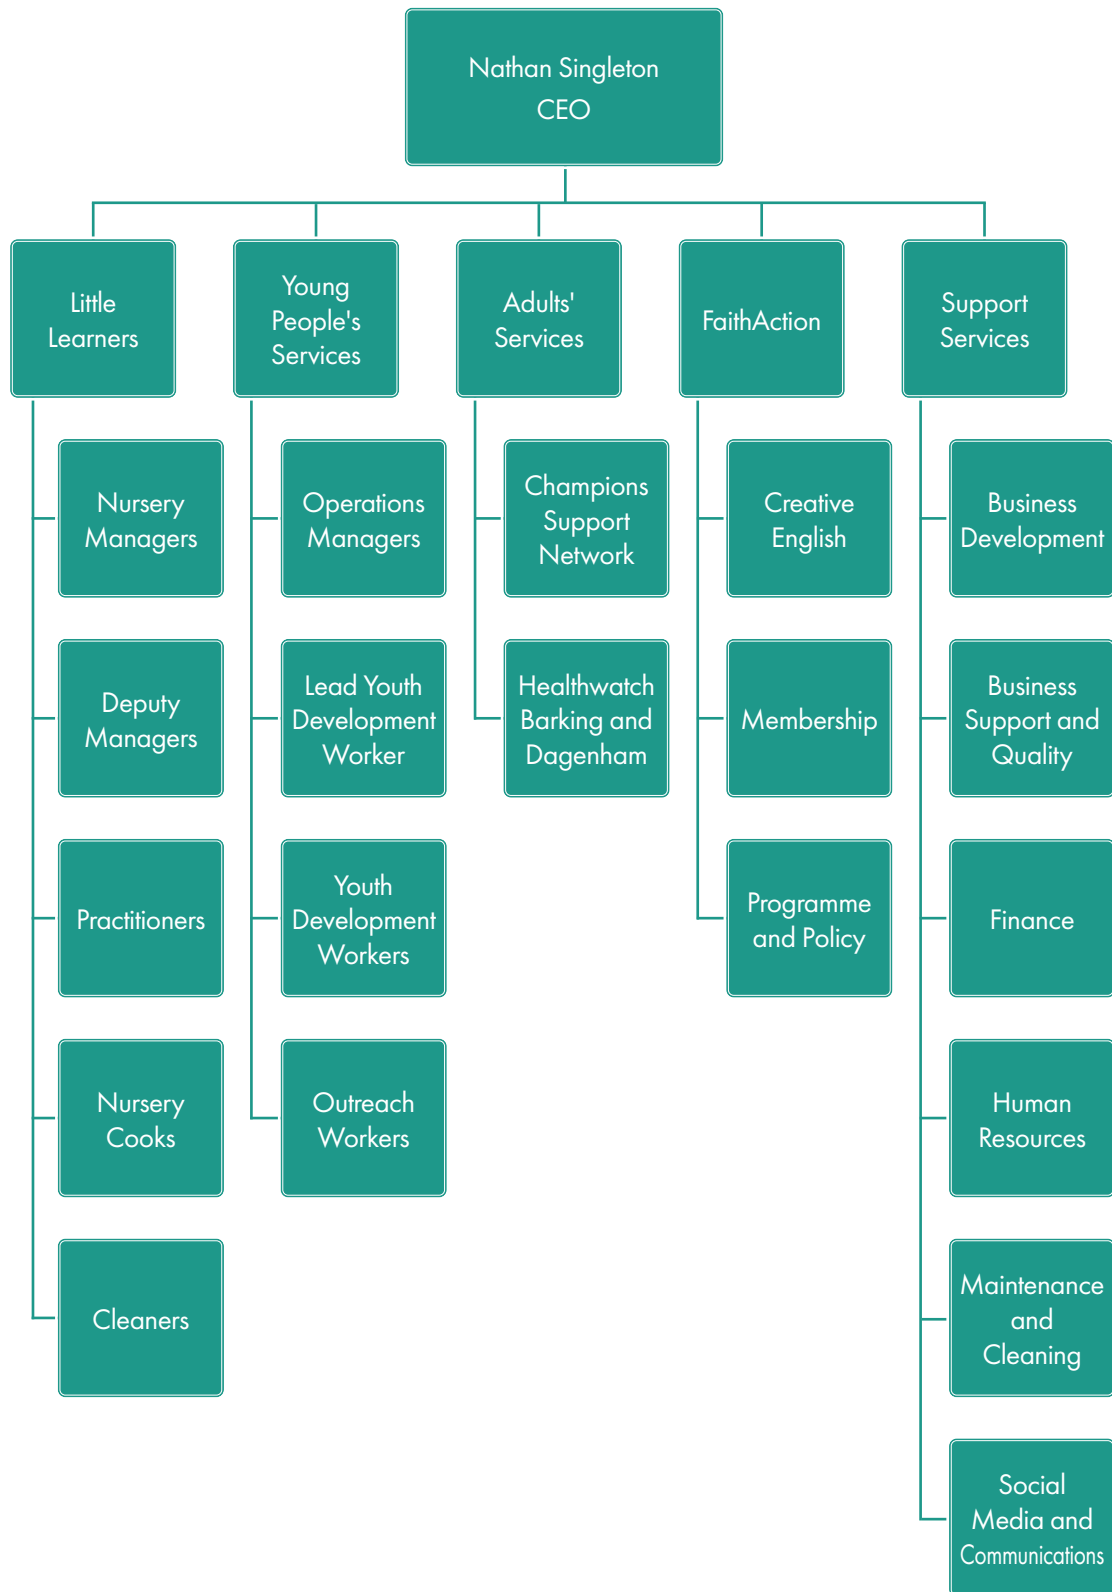 Nathan Singleton
CEO
Little
Learners
Young
People's
Services
Adults'
Services
FaithAction
Support
Services
Nursery
Managers
Operations
Managers
Champions
Support
Network
Creative
English
Business
Development
Deputy
Managers
Lead Youth
Development
Worker
Healthwatch
Barking and
Dagenham
Membership
Business
Support and
Quality
Practitioners
Youth
Development
Workers
Programme
and Policy
Finance
Nursery
Cooks
Outreach
Workers
Human
Resources
Cleaners
Maintenance
and
Cleaning
Social
Media and
Communications